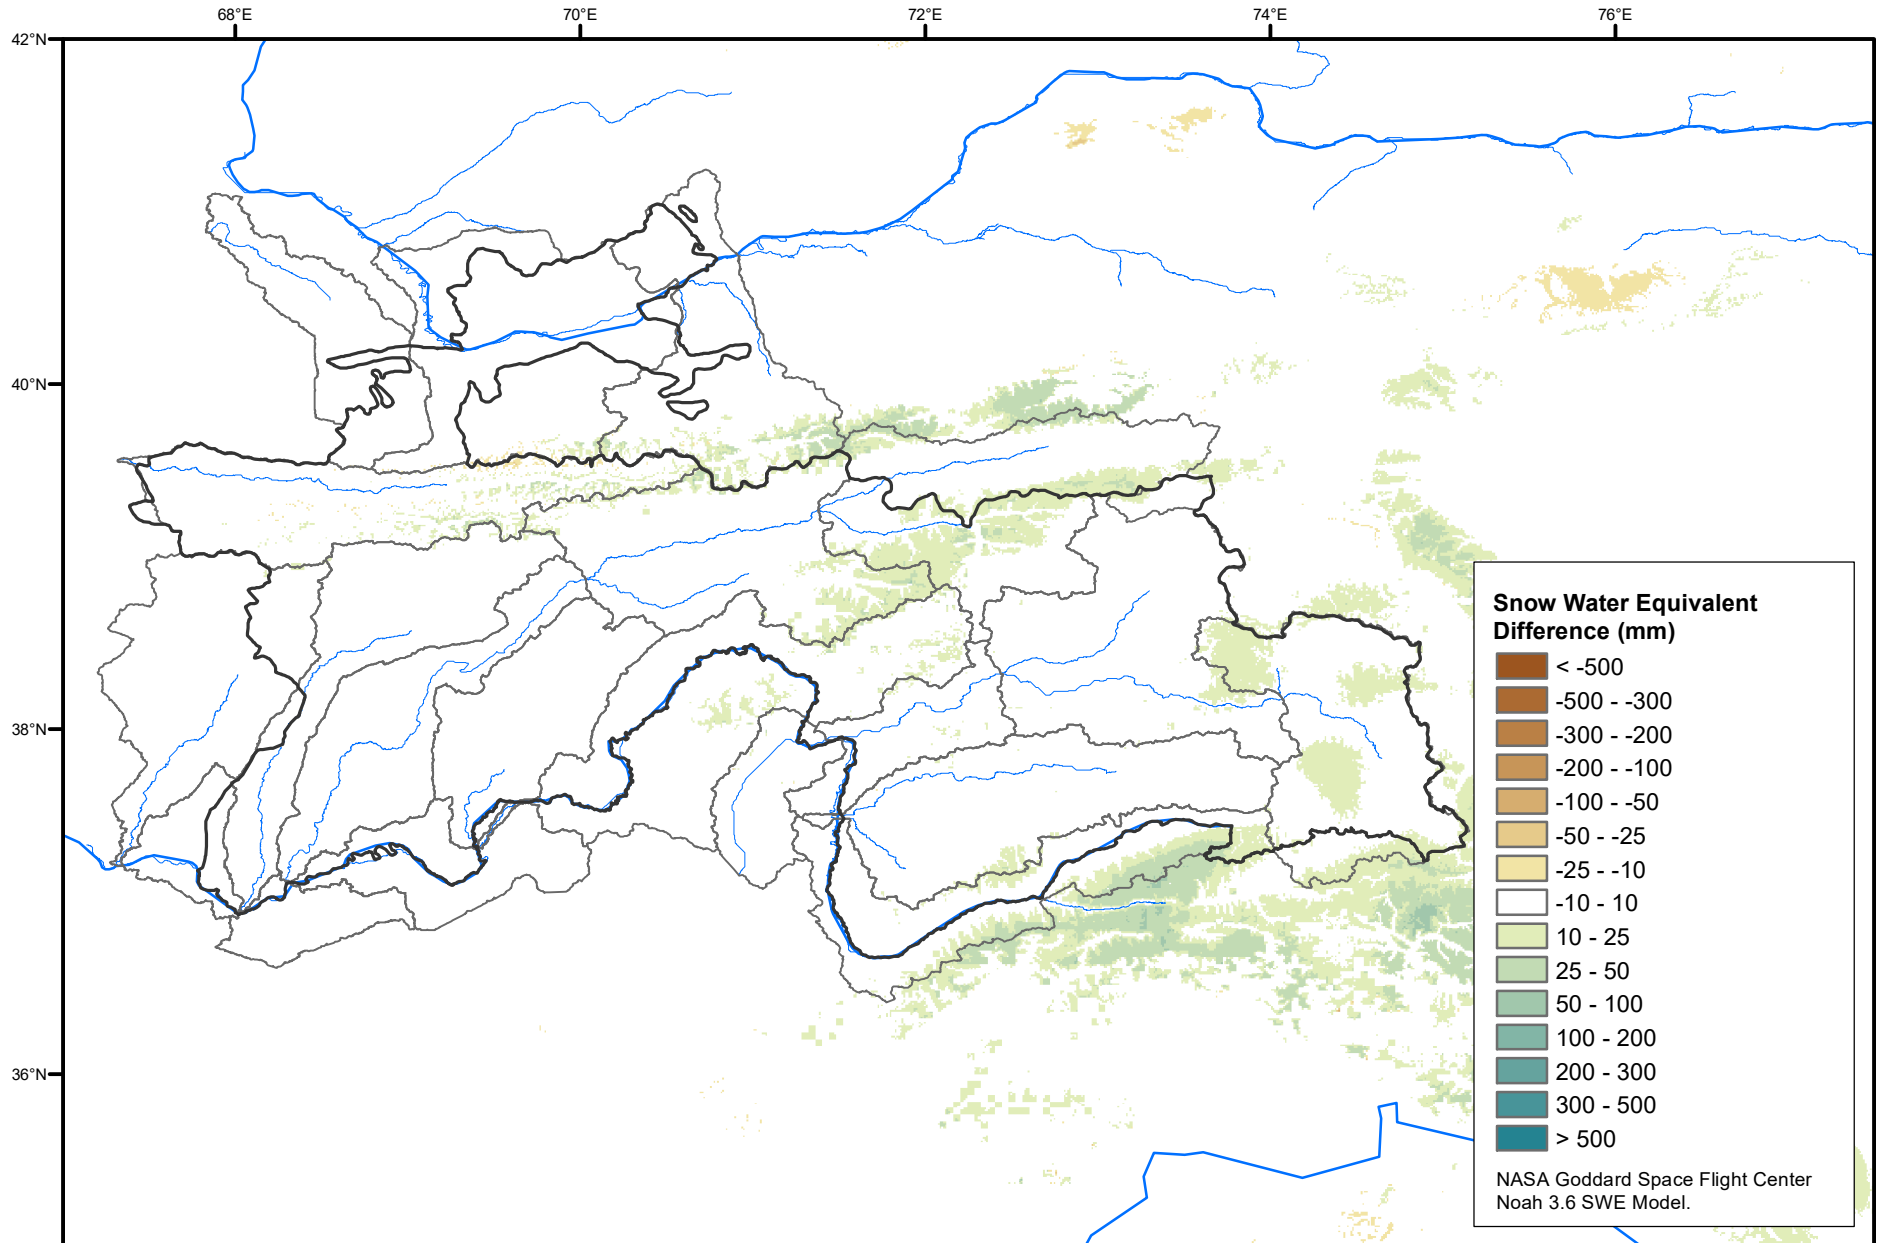 68°E 70°E 72°E 74°E 76°E
42°N
40°N
38°N
36°N
Snow Water Equivalent
Difference (mm)
< -500
-500 - -300
-300 - -200
-200 - -100
-100 - -50
-50 - -25
-25 - -10
-10 - 10
10 - 25
25 - 50
50 - 100
100 - 200
200 - 300
300 - 500
> 500
NASA Goddard Space Flight Center
Noah 3.6 SWE Model.